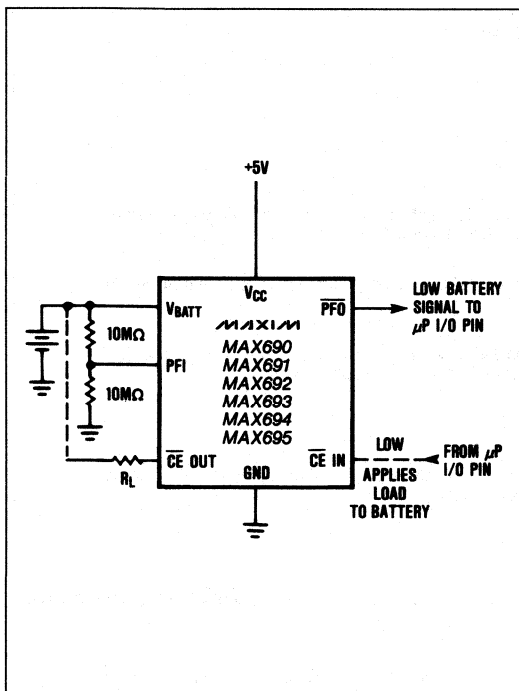 +5V
VCC
VBATT
PFO
LOW BATTERY
SIGNAL TO
μP I/O PIN
10MΩ
PFI
10MΩ
MAXIM
MAX690
MAX691
MAX692
MAX693
MAX694
MAX695
CE OUT
RL
GND
CE IN
LOW
APPLIES
LOAD
TO BATTERY
FROM μP
I/O PIN